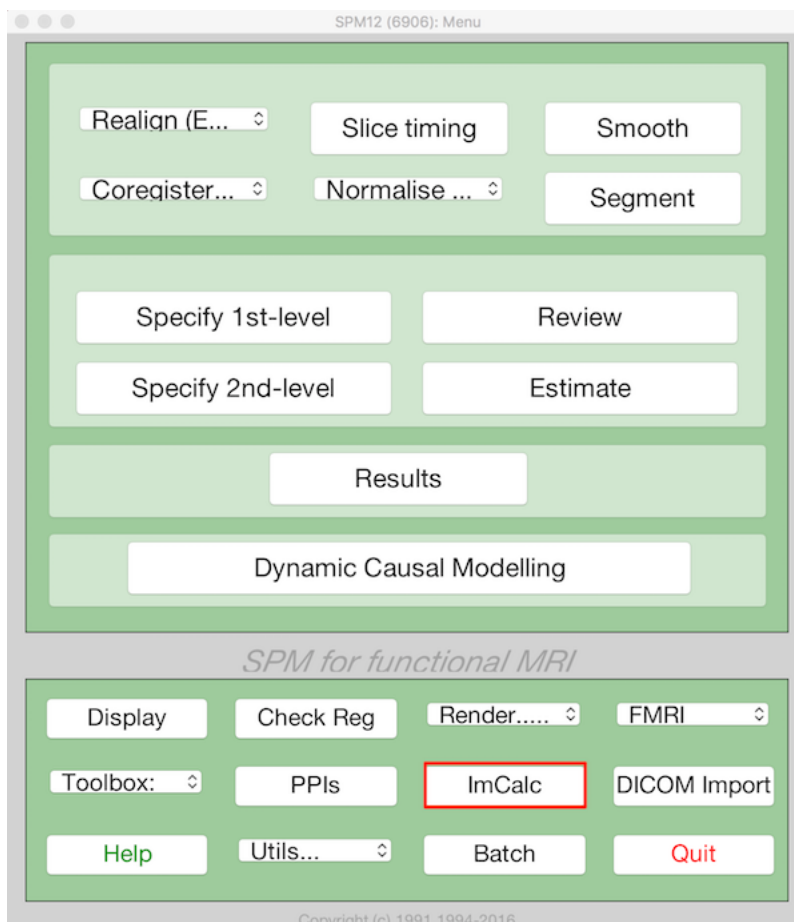 SPM12 (6906): Menu
Realign (E...
Slice timing
Smooth
Coregister...
Normalise ...
Segment
Specify 1st-level
Review
Specify 2nd-level
Estimate
Results
Dynamic Causal Modelling
SPM for functional MRI
Display
Check Reg
Render.....
FMRI
Toolbox:
PPIs
ImCalc
DICOM Import
Help
Utils...
Batch
Quit
Copyright (c) 1991,1994-2016